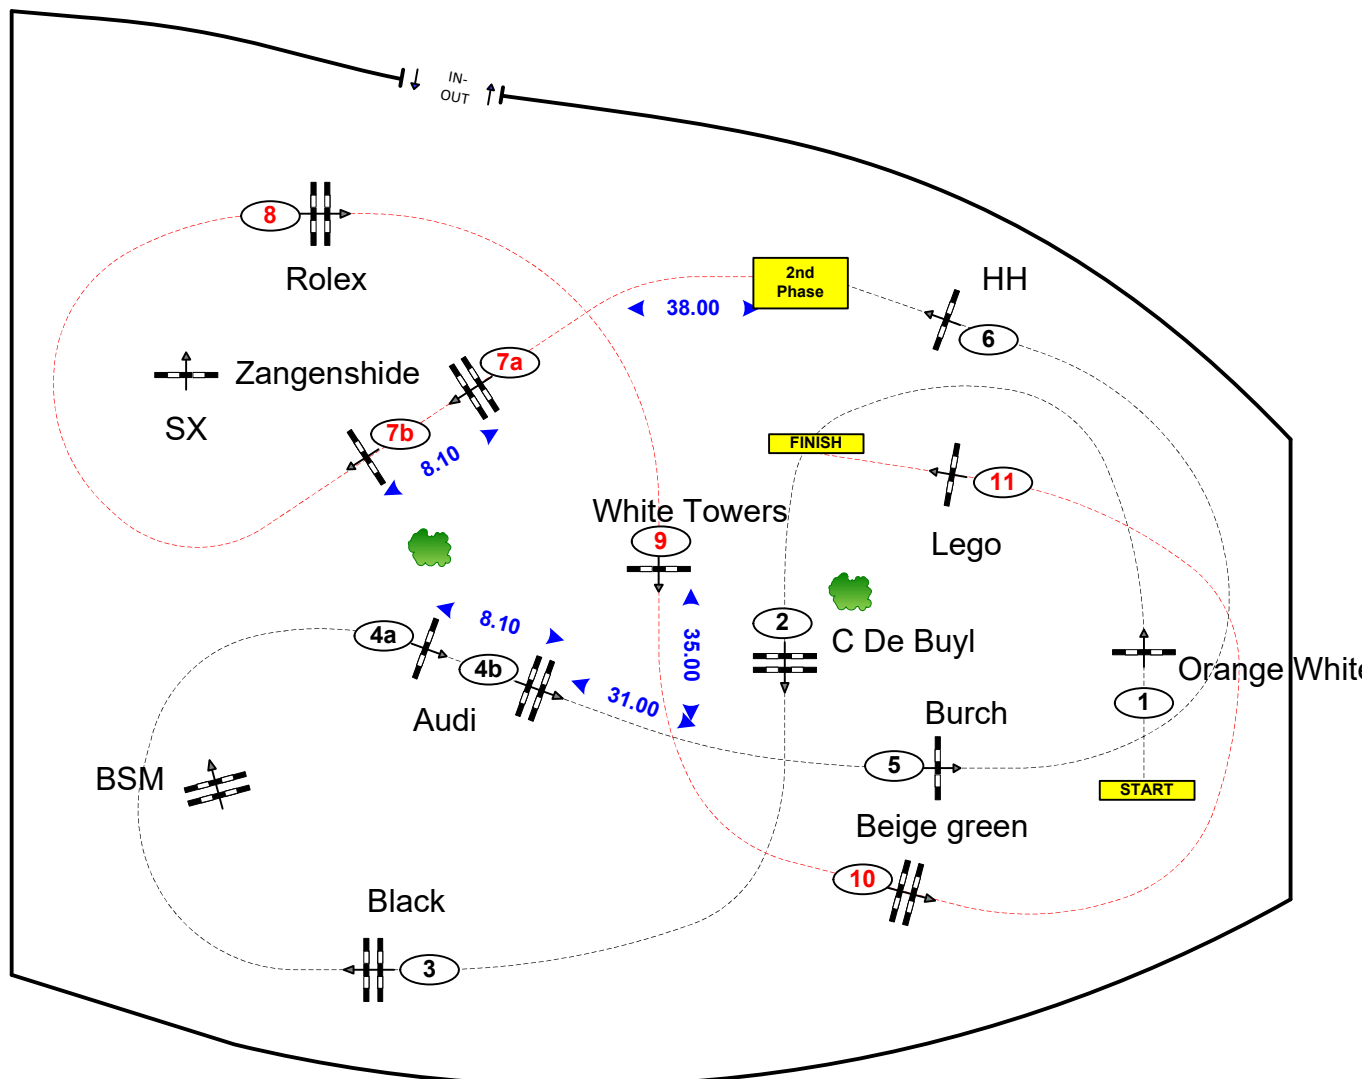 IN-
OUT
8
Rolex
2nd
Phase
HH
38.00
6
7a
Zangenshide
SX
7b
8.10
FINISH
11
White Towers
Lego
9
8.10
4a
2
C De Buyl
35.00
4b
Orange White
31.00
Audi
1
Burch
5
BSM
START
Beige green
10
Black
3